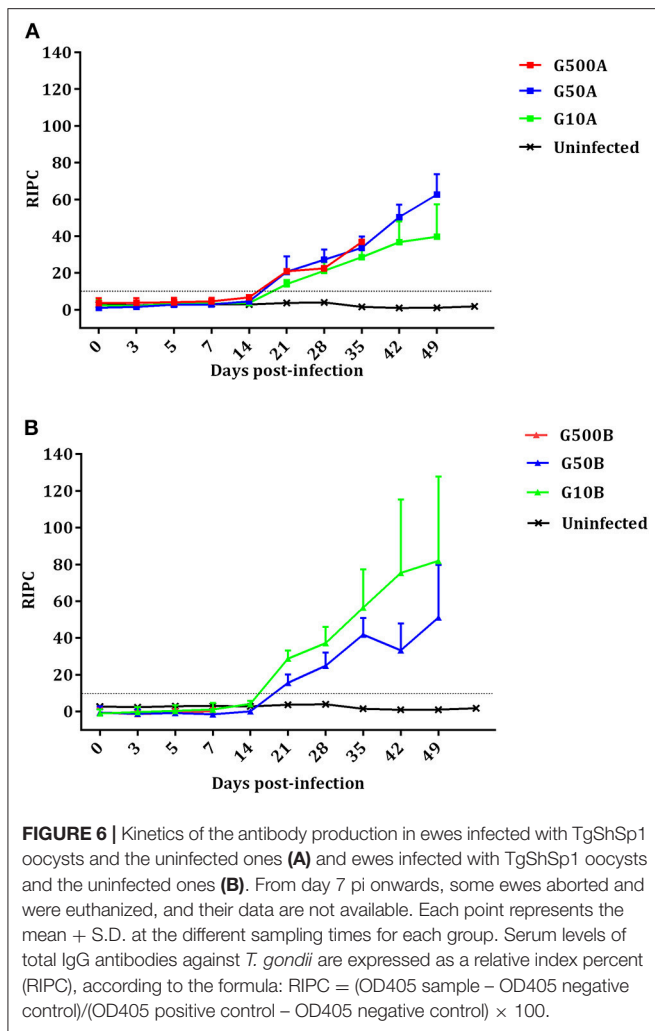 A
140
120
100
80
60
40
20
0
RIPC
G500A
G50A
G10A
Uninfected
0 3 5 7 14 21 28 35 42 49
Days post-infection
B
140
120
100
80
60
40
20
0
RIPC
G500B
G50B
G10B
Uninfected
0 3 5 7 14 21 28 35 42 49
Days post-infection
FIGURE 6 | Kinetics of the antibody production in ewes infected with TgShSp1
oocysts and the uninfected ones (A) and ewes infected with TgShSp1 oocysts
and the uninfected ones (B). From day 7 pi onwards, some ewes aborted and
were euthanized, and their data are not available. Each point represents the
mean + S.D. at the different sampling times for each group. Serum levels of
total IgG antibodies against T. gondii are expressed as a relative index percent
(RIPC), according to the formula: RIPC = (OD405 sample – OD405 negative
control)/(OD405 positive control – OD405 negative control) × 100.